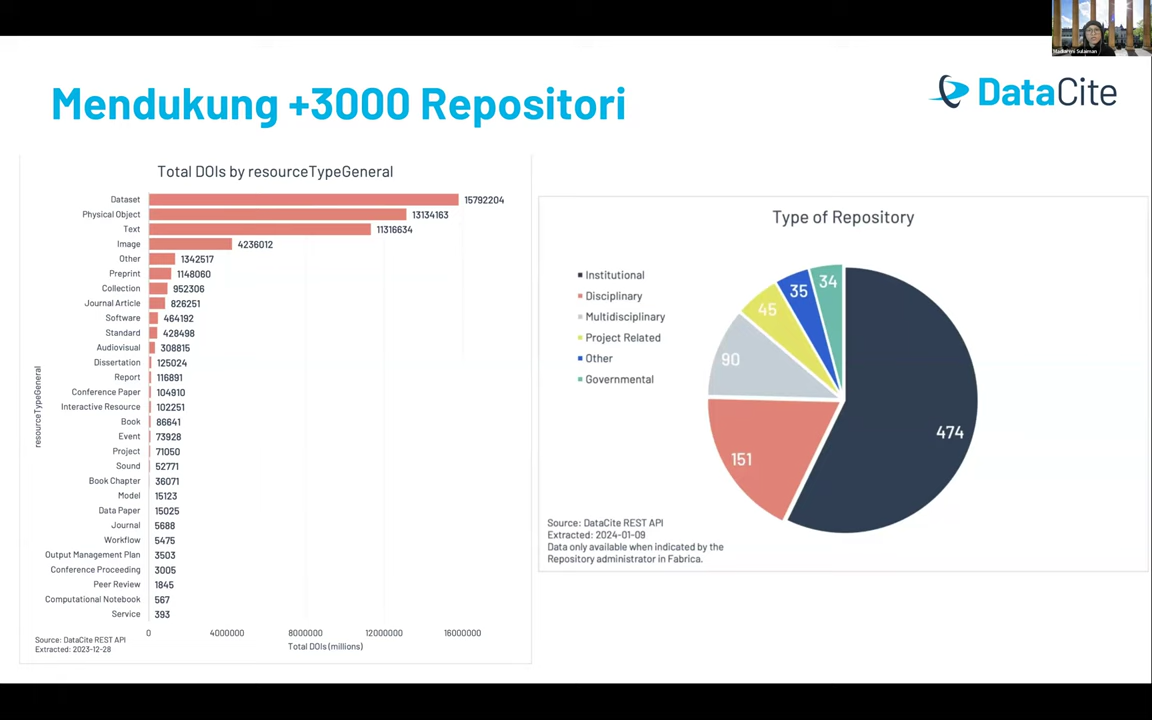 Mashreni Sulaiman
Mendukung +3000 Repositori
DataCite
Total DOIs by resourceTypeGeneral
resourceTypeGeneral
Dataset 15792204
Physical Object 13134163
Text 11316634
Image 4236012
Other 1342517
Preprint 1148060
Collection 952306
Journal Article 826251
Software 464192
Standard 428498
Audiovisual 308815
Dissertation 125024
Report 116891
Conference Paper 104910
Interactive Resource 102251
Book 86641
Event 73928
Project 71050
Sound 52771
Book Chapter 36071
Model 15123
Data Paper 15025
Journal 5688
Workflow 5475
Output Management Plan 3503
Conference Proceeding 3005
Peer Review 1845
Computational Notebook 567
Service 393
0 4000000 8000000 12000000 16000000
Total DOIs (millions)
Source: DataCite REST API
Extracted: 2023-12-28
Type of Repository
Institutional
Disciplinary
Multidisciplinary
Project Related
Other
Governmental
34
35
45
90
151
474
Source: DataCite REST API
Extracted: 2024-01-09
Data only available when indicated by the
Repository administrator in Fabrica.